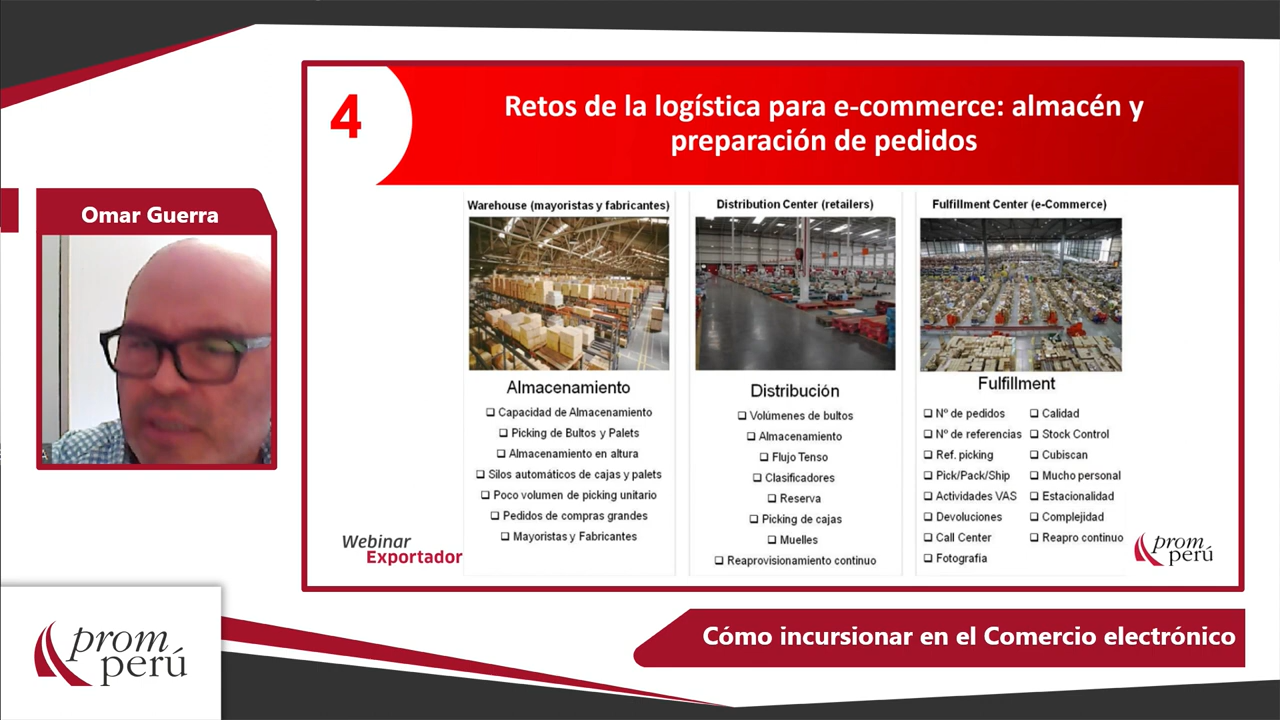 4
Retos de la logística para e-commerce: almacén y
preparación de pedidos
Omar Guerra
Warehouse (mayoristas y fabricantes)
Almacenamiento
❑ Capacidad de Almacenamiento
❑ Picking de Bultos y Palets
❑ Almacenamiento en altura
❑ Silos automáticos de cajas y palets
❑ Poco volumen de picking unitario
❑ Pedidos de compras grandes
❑ Mayoristas y Fabricantes
Distribution Center (retailers)
Distribución
❑ Volúmenes de bultos
❑ Almacenamiento
❑ Flujo Tenso
❑ Clasificadores
❑ Reserva
❑ Picking de cajas
❑ Muelles
❑ Reaprovisionamiento continuo
Fulfillment Center (e-Commerce)
Fulfillment
❑ Nº de pedidos
❑ Nº de referencias
❑ Ref. picking
❑ Pick/Pack/Ship
❑ Actividades VAS
❑ Devoluciones
❑ Call Center
❑ Fotografía
❑ Calidad
❑ Stock Control
❑ Cubiscan
❑ Mucho personal
❑ Estacionalidad
❑ Complejidad
❑ Reapro continuo
Webinar
Exportador
prom
perú
Cómo incursionar en el Comercio electrónico
prom
perú